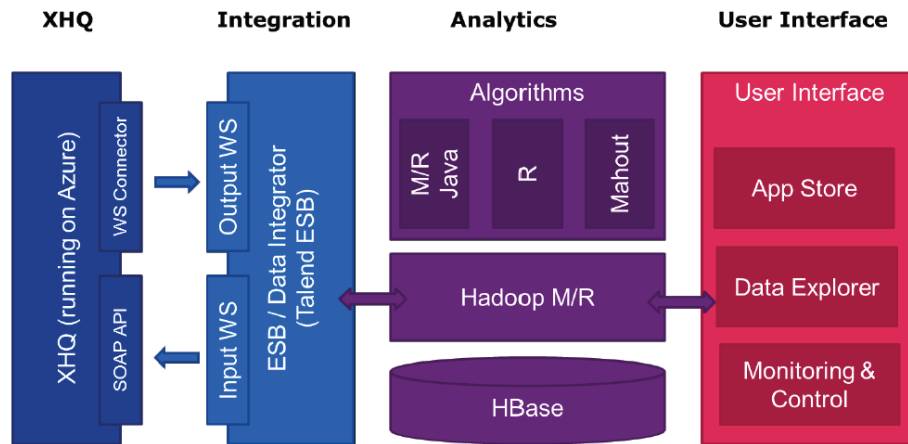 XHQ
Integration
Analytics
User Interface
XHQ (running on Azure)
WS Connector
SOAP API
Output WS
Input WS
ESB / Data Integrator
(Talend ESB)
Algorithms
M/R
Java
R
Mahout
Hadoop M/R
HBase
User Interface
App Store
Data Explorer
Monitoring &
Control